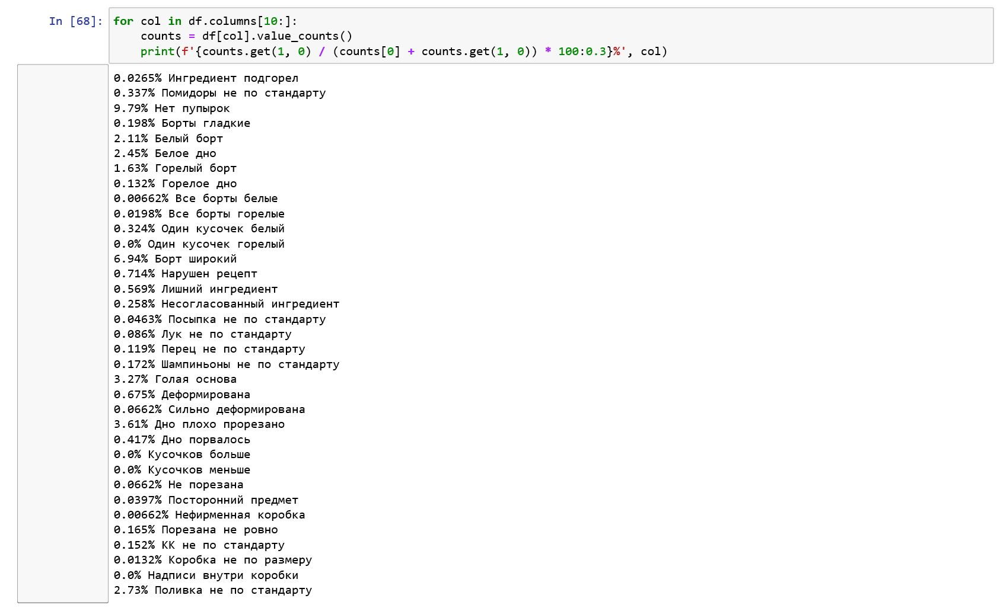 In [68]: for col in df.columns[10:]:
    counts = df[col].value_counts()
    print(f'{counts.get(1, 0) / (counts[0] + counts.get(1, 0)) * 100:0.3}%', col)
0.0265% Ингредиент подгорел
0.337% Помидоры не по стандарту
9.79% Нет пупырок
0.198% Борты гладкие
2.11% Белый борт
2.45% Белое дно
1.63% Горелый борт
0.132% Горелое дно
0.00662% Все борты белые
0.0198% Все борты горелые
0.324% Один кусочек белый
0.0% Один кусочек горелый
6.94% Борт широкий
0.714% Нарушен рецепт
0.569% Лишний ингредиент
0.258% Несогласованный ингредиент
0.0463% Посыпка не по стандарту
0.086% Лук не по стандарту
0.119% Перец не по стандарту
0.172% Шампиньоны не по стандарту
3.27% Голая основа
0.675% Деформирована
0.0662% Сильно деформирована
3.61% Дно плохо прорезано
0.417% Дно порвалось
0.0% Кусочков больше
0.0% Кусочков меньше
0.0662% Не порезана
0.0397% Посторонний предмет
0.00662% Нефирменная коробка
0.165% Порезана не ровно
0.152% КК не по стандарту
0.0132% Коробка не по размеру
0.0% Надписи внутри коробки
2.73% Поливка не по стандарту